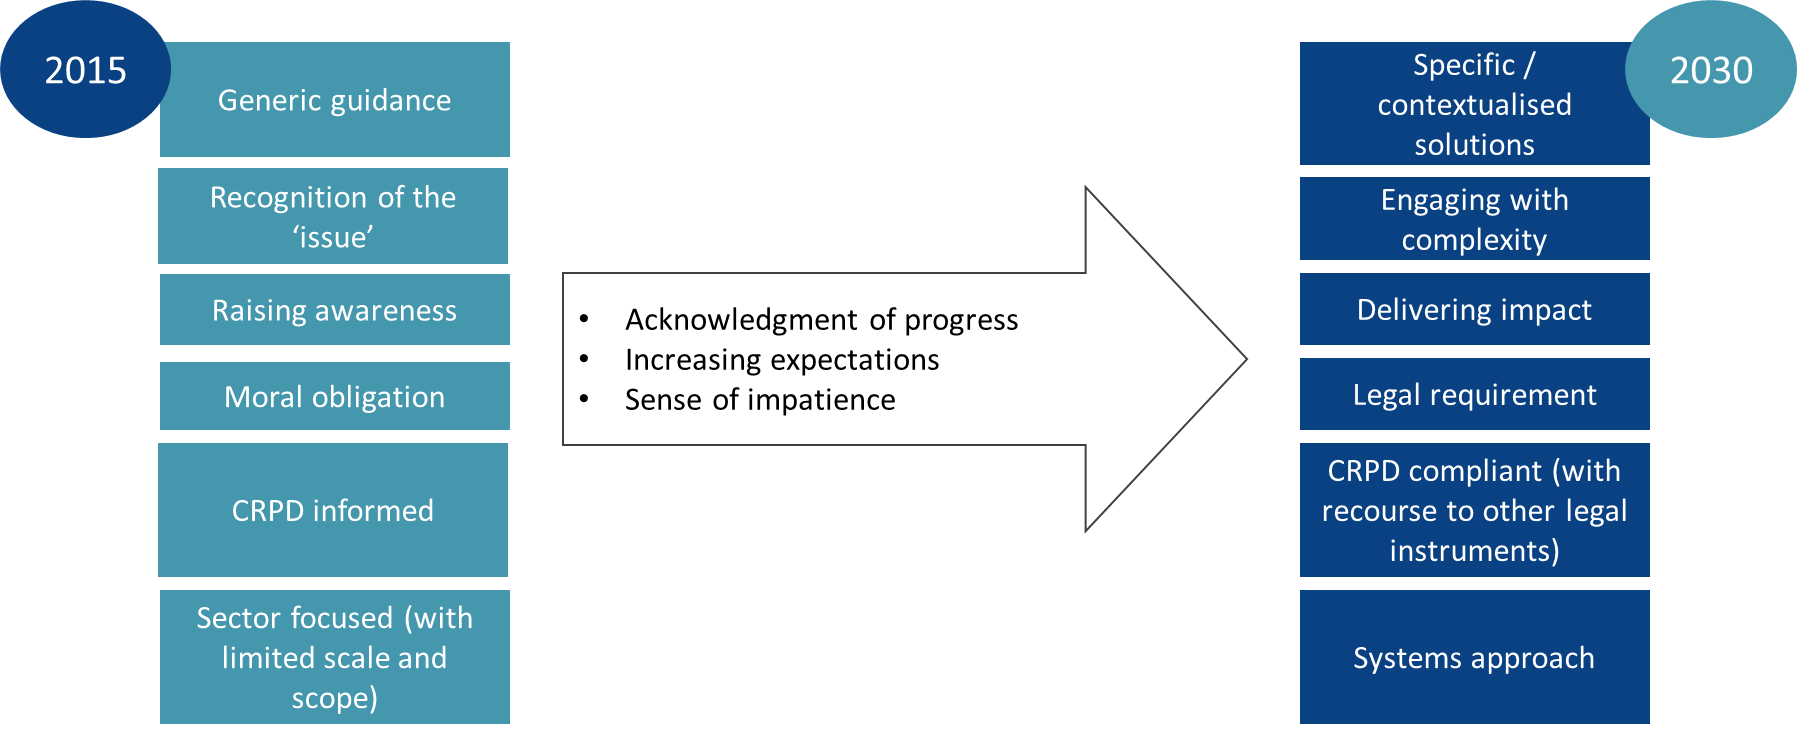 2015
Generic guidance
Recognition of the
‘issue’
Raising awareness
Moral obligation
CRPD informed
Sector focused (with
limited scale and
scope)
• Acknowledgment of progress
• Increasing expectations
• Sense of impatience
2030
Specific /
contextualised
solutions
Engaging with
complexity
Delivering impact
Legal requirement
CRPD compliant (with
recourse to other legal
instruments)
Systems approach